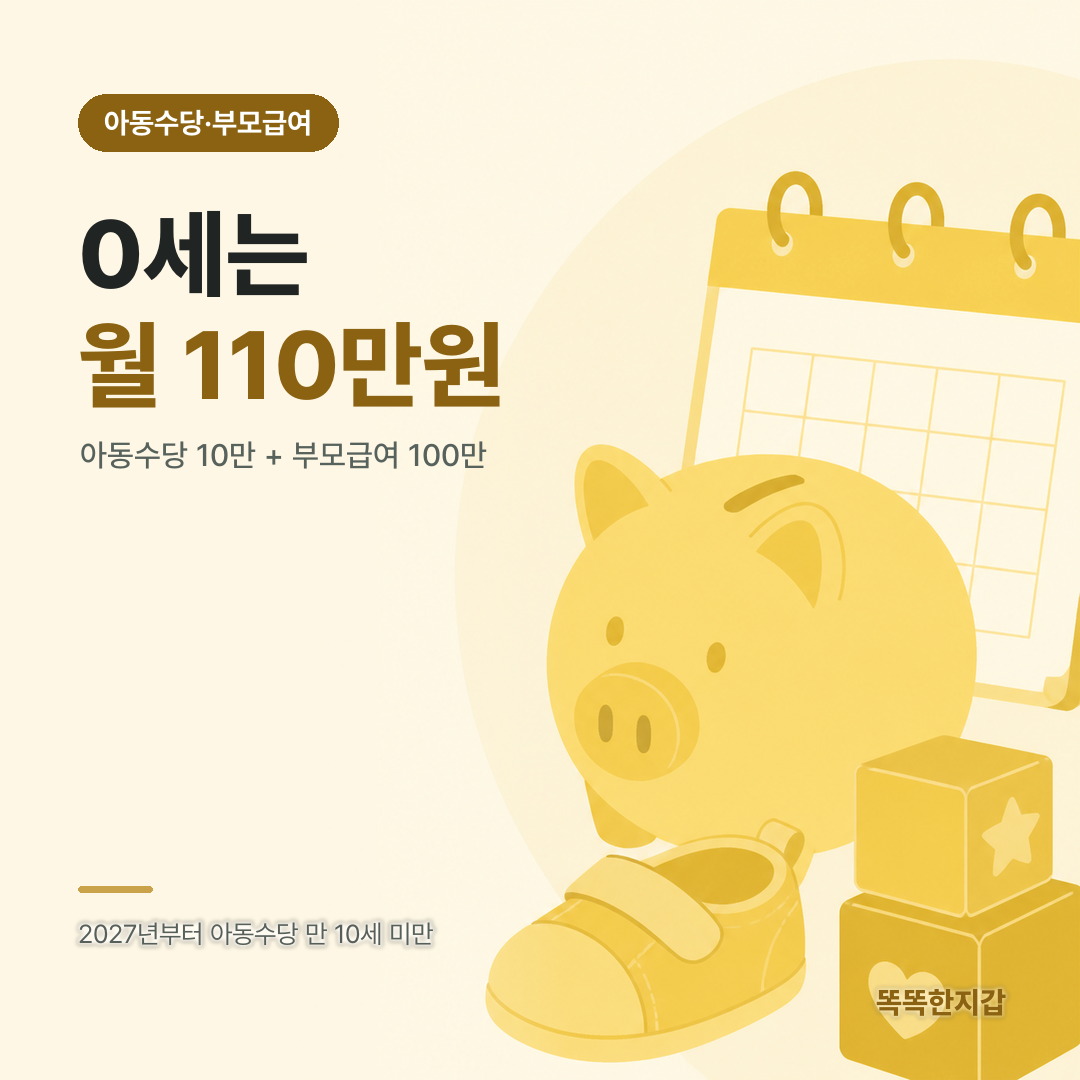 아동수당·부모급여
0세는
월 110만원
아동수당 10만 + 부모급여 100만
2027년부터 아동수당 만 10세 미만
똑똑한지갑